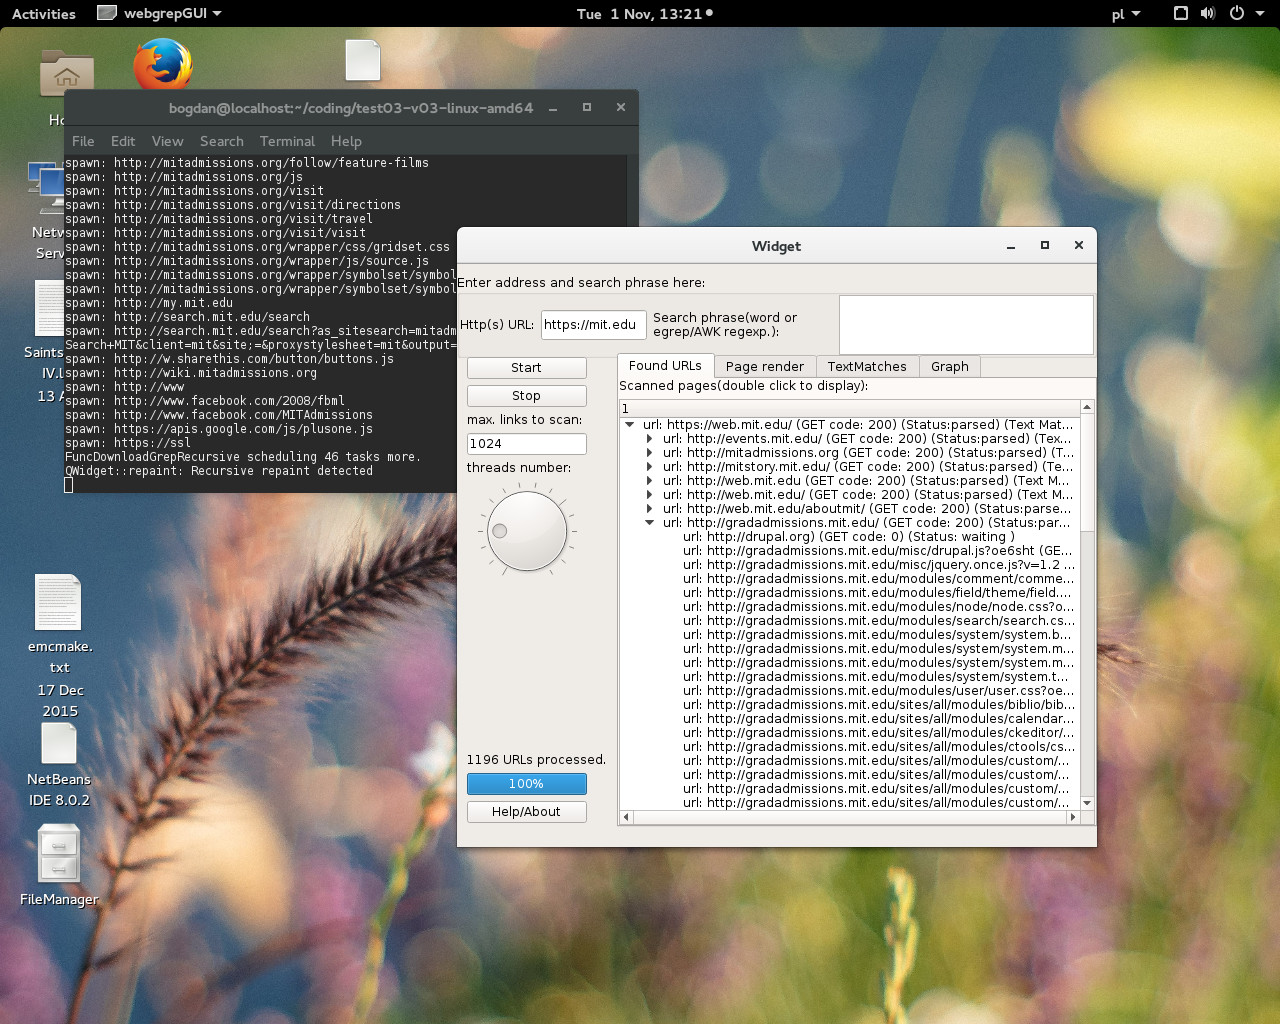 Activities webgrepGUI Tue 1 Nov, 13:21 pl
bogdan@localhost:~/coding/test03-v03-linux-amd64
File Edit View Search Terminal Help
spawn: http://mitadmissions.org/follow/feature-films
spawn: http://mitadmissions.org/js
spawn: http://mitadmissions.org/visit
spawn: http://mitadmissions.org/visit/directions
spawn: http://mitadmissions.org/visit/travel
spawn: http://mitadmissions.org/visit/visit
spawn: http://mitadmissions.org/wrapper/css/gridset.css
spawn: http://mitadmissions.org/wrapper/js/source.js
spawn: http://mitadmissions.org/wrapper/symbolset/symbol
spawn: http://mitadmissions.org/wrapper/symbolset/symbol
spawn: http://my.mit.edu
spawn: http://search.mit.edu/search
spawn: http://search.mit.edu/search?as_sitesearch=mitadm
Search+MIT&client=mit&site;=&proxystylesheet=mit&output=
spawn: http://w.sharethis.com/button/buttons.js
spawn: http://wiki.mitadmissions.org
spawn: http://www
spawn: http://www.facebook.com/2008/fbml
spawn: http://www.facebook.com/MITAdmissions
spawn: https://apis.google.com/js/plusone.js
spawn: https://ssl
FuncDownloadGrepRecursive scheduling 46 tasks more.
QWidget::repaint: Recursive repaint detected
Netw
Serv
Saints
IV.
13 A
emcmake.
txt
17 Dec
2015
NetBeans
IDE 8.0.2
FileManager
Widget
Enter address and search phrase here:
Http(s) URL: https://mit.edu Search phrase(word or
egrep/AWK regexp.):
Start
Stop
max. links to scan:
1024
threads number:
1196 URLs processed.
100%
Help/About
Found URLs Page render TextMatches Graph
Scanned pages(double click to display):
1
url: https://web.mit.edu/ (GET code: 200) (Status:parsed) (Text Mat...
url: http://events.mit.edu/ (GET code: 200) (Status:parsed) (Tex...
url: http://mitadmissions.org (GET code: 200) (Status:parsed) (T...
url: http://mitstory.mit.edu/ (GET code: 200) (Status:parsed) (Te...
url: http://web.mit.edu (GET code: 200) (Status:parsed) (Text M...
url: http://web.mit.edu/ (GET code: 200) (Status:parsed) (Text M...
url: http://web.mit.edu/aboutmit/ (GET code: 200) (Status:parse...
url: http://gradadmissions.mit.edu/ (GET code: 200) (Status:par...
url: http://drupal.org) (GET code: 0) (Status: waiting )
url: http://gradadmissions.mit.edu/misc/drupal.js?oe6sht (GE...
url: http://gradadmissions.mit.edu/misc/jquery.once.js?v=1.2 ...
url: http://gradadmissions.mit.edu/modules/comment/comme...
url: http://gradadmissions.mit.edu/modules/field/theme/field....
url: http://gradadmissions.mit.edu/modules/node/node.css?o...
url: http://gradadmissions.mit.edu/modules/search/search.cs...
url: http://gradadmissions.mit.edu/modules/system/system.b...
url: http://gradadmissions.mit.edu/modules/system/system.m...
url: http://gradadmissions.mit.edu/modules/system/system.m...
url: http://gradadmissions.mit.edu/modules/system/system.t...
url: http://gradadmissions.mit.edu/modules/user/user.css?oe...
url: http://gradadmissions.mit.edu/sites/all/modules/biblio/bib...
url: http://gradadmissions.mit.edu/sites/all/modules/calendar...
url: http://gradadmissions.mit.edu/sites/all/modules/ckeditor/...
url: http://gradadmissions.mit.edu/sites/all/modules/ctools/cs...
url: http://gradadmissions.mit.edu/sites/all/modules/custom/...
url: http://gradadmissions.mit.edu/sites/all/modules/custom/...
url: http://gradadmissions.mit.edu/sites/all/modules/custom/...
url: http://gradadmissions.mit.edu/sites/all/modules/custom/...